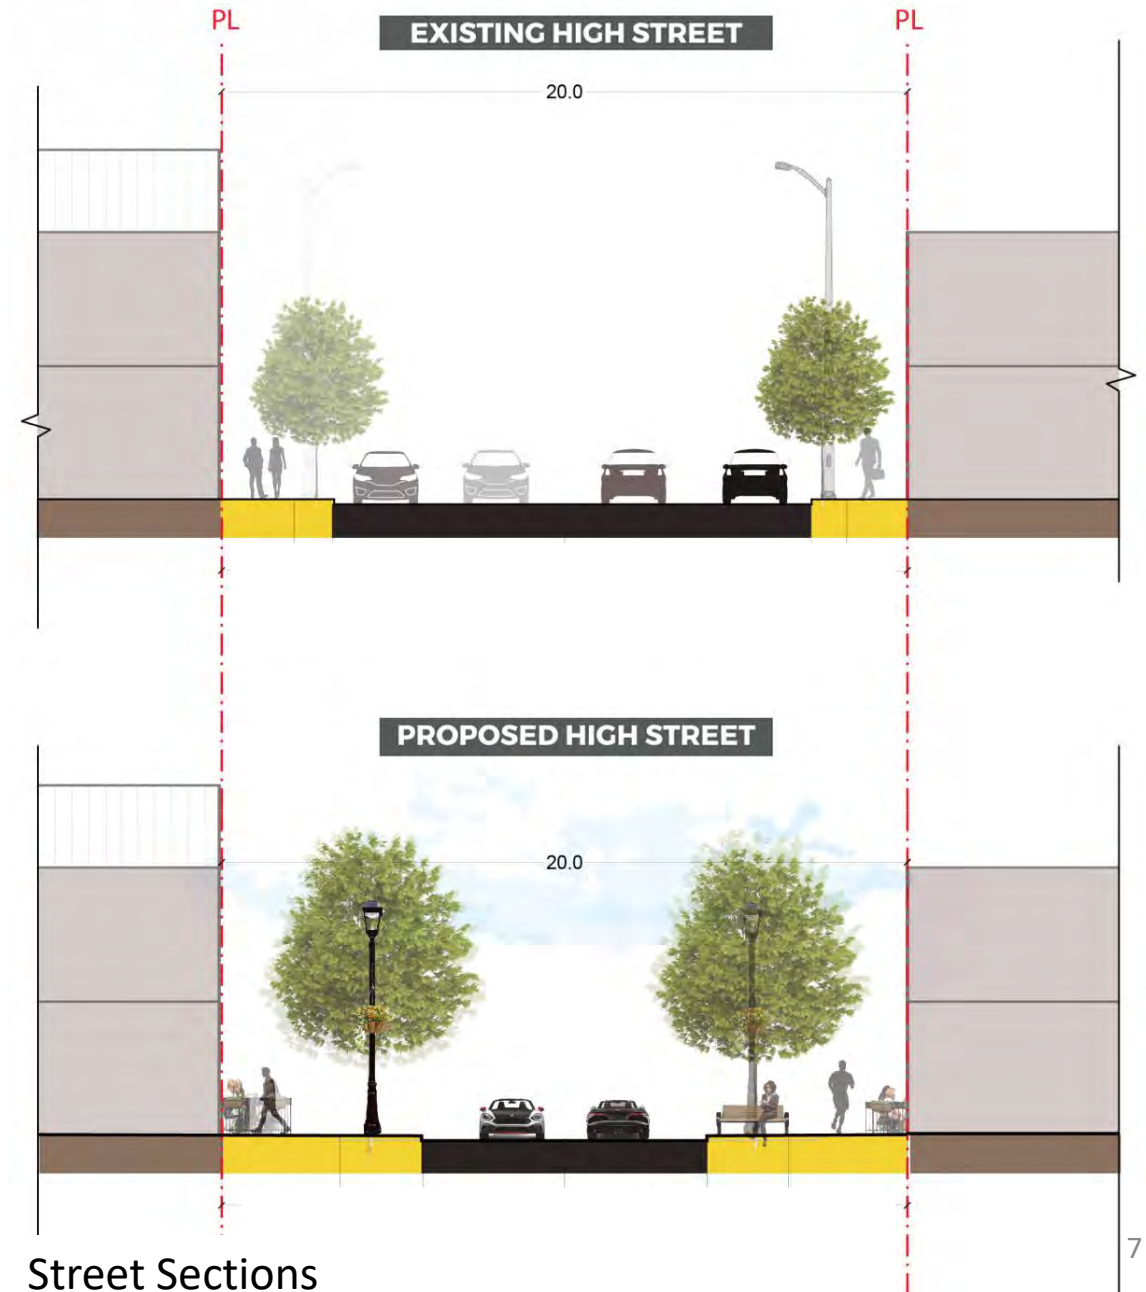 PL
EXISTING HIGH STREET
PL
20.0
PROPOSED HIGH STREET
20.0
Street Sections
7